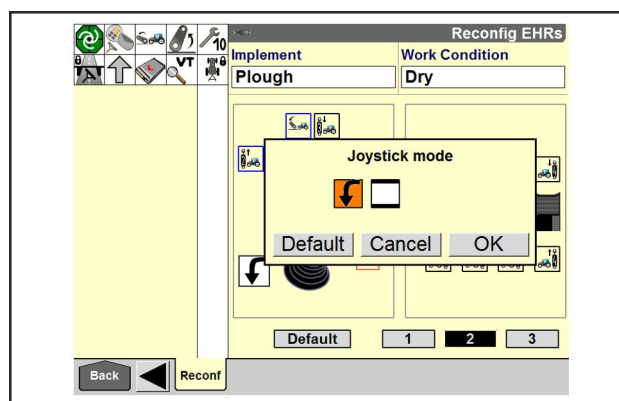 Reconfig EHRs
5
10
VT
L
Implement
Work Condition
Plough
Dry
Joystick mode
Default Cancel OK
Default 1 2 3
Back Reconf